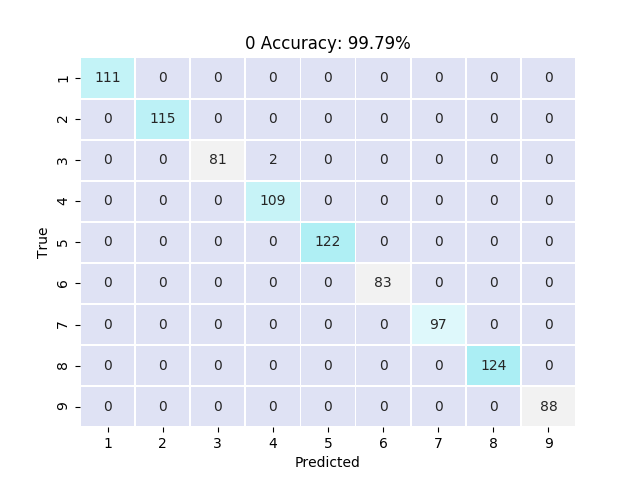 0 Accuracy: 99.79%
1 111 0 0 0 0 0 0 0 0
2 0 115 0 0 0 0 0 0 0
3 0 0 81 2 0 0 0 0 0
4 0 0 0 109 0 0 0 0 0
5 0 0 0 0 122 0 0 0 0
6 0 0 0 0 0 83 0 0 0
7 0 0 0 0 0 0 97 0 0
8 0 0 0 0 0 0 0 124 0
9 0 0 0 0 0 0 0 0 88
True
1 2 3 4 5 6 7 8 9
Predicted